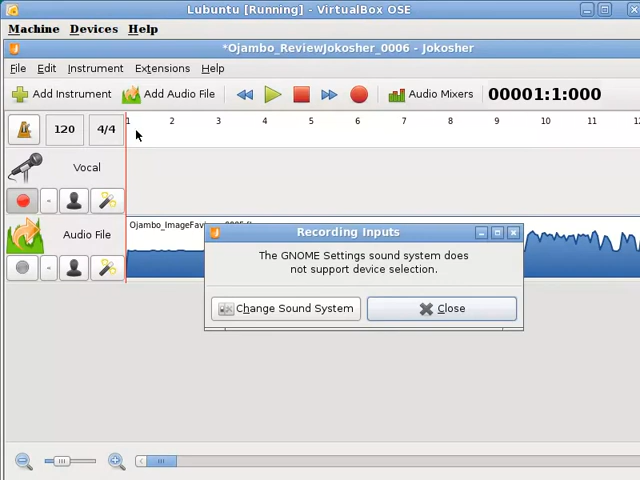 Lubuntu [Running] - VirtualBox OSE
Machine Devices Help
*Ojambo_ReviewJokosher_0006 - Jokosher
File Edit Instrument Extensions Help
Add Instrument Add Audio File Audio Mixers 00001:1:000
120 4/4 1 2 3 4 5 6 7 8 9 10 11 12
Vocal
Audio File
Recording Inputs
The GNOME Settings sound system does
not support device selection.
Change Sound System Close